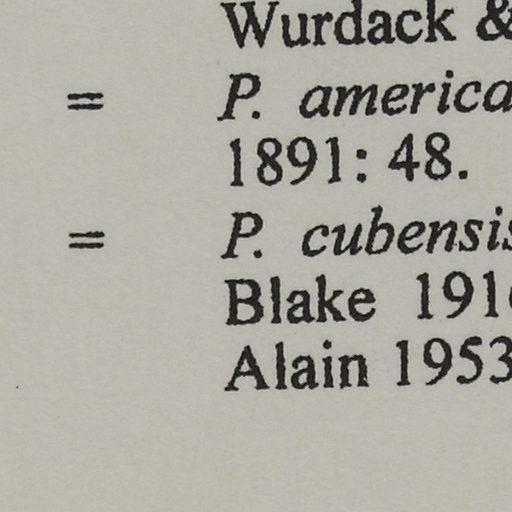 Wurdack &
= P. america
1891: 48.
= P. cubensis
Blake 191
Alain 1953